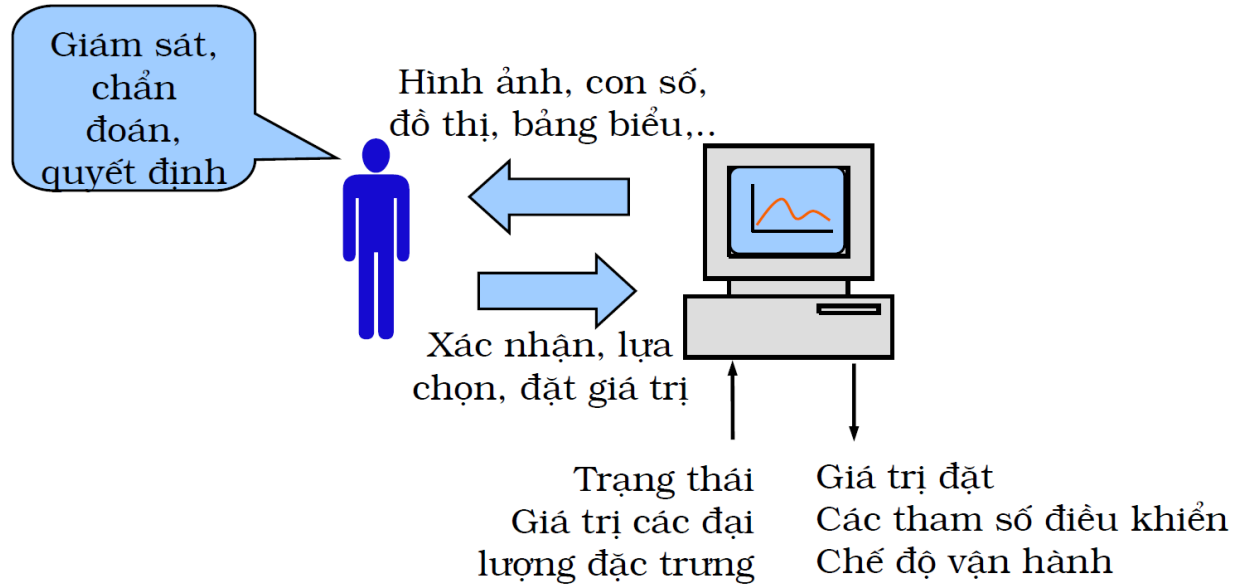 Giám sát,
chẩn
đoán,
quyết định
Hình ảnh, con số,
đồ thị, bảng biểu,..
Xác nhận, lựa
chọn, đặt giá trị
Trạng thái
Giá trị các đại
lượng đặc trưng
Giá trị đặt
Các tham số điều khiển
Chế độ vận hành